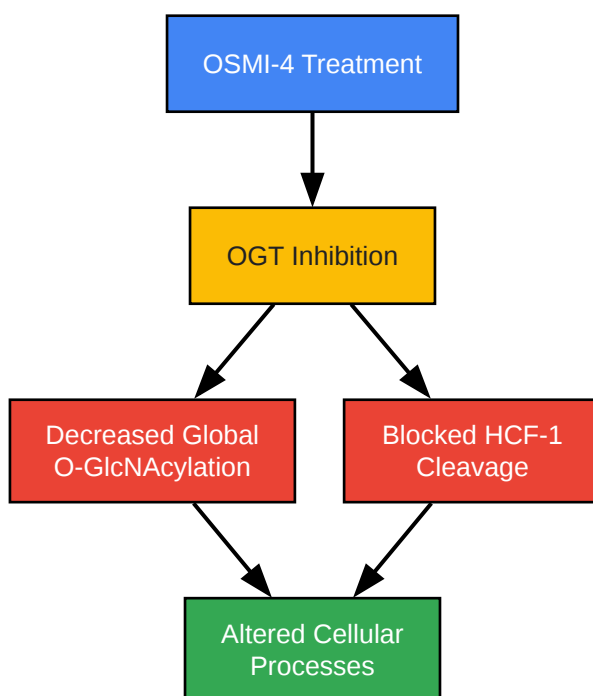 OSMI-4 Treatment
OGT Inhibition
Decreased Global
O-GlcNAcylation
Blocked HCF-1
Cleavage
Altered Cellular
Processes